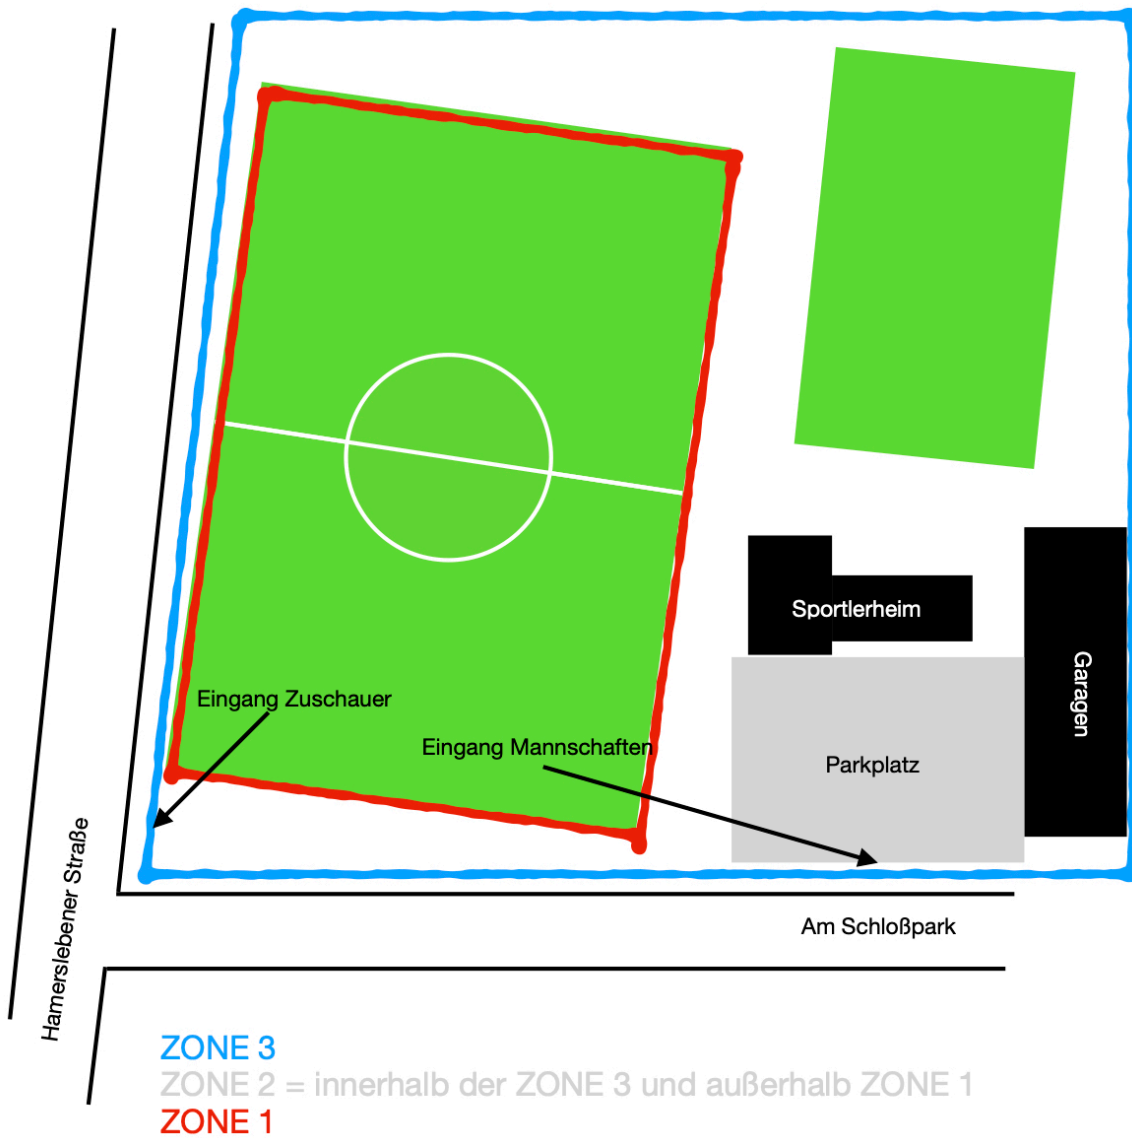 Sportlerheim
Garagen
Eingang Zuschauer
Eingang Mannschaften
Parkplatz
Hamerslebener Straße
Am Schloßpark
ZONE 3
ZONE 2 = innerhalb der ZONE 3 und außerhalb ZONE 1
ZONE 1